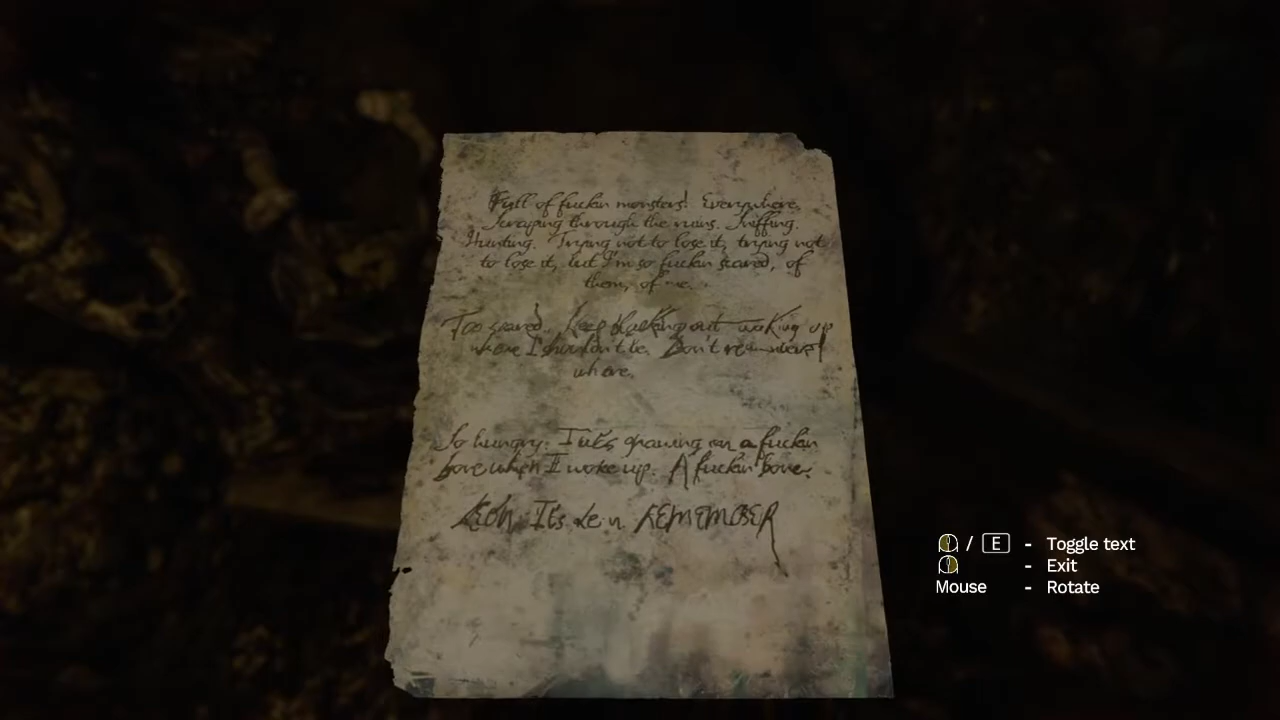 Full of fuckin monsters! Everywhere.
Scraping through the ruins. Sniffing.
Hunting. Trying not to lose it, trying not
to lose it, but I'm so fuckin scared, of
them, of me.
Too scared. Keep blacking out waking up
where I shouldn't be. Don't remember
where.
So hungry. I was gnawing on a fuckin
bone when I woke up. A fuckin bone.
It's REMEMBER
/ E - Toggle text
- Exit
Mouse - Rotate